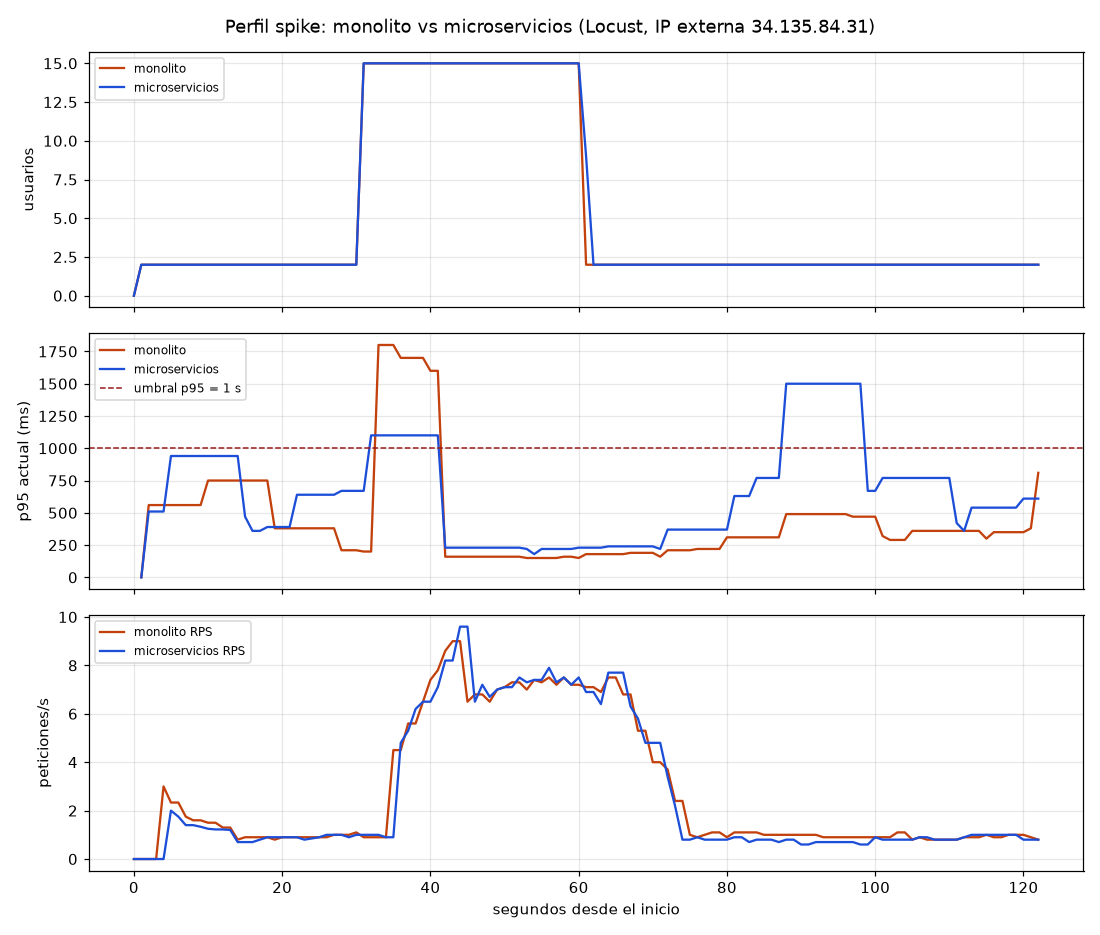 Perfil spike: monolito vs microservicios (Locust, IP externa 34.135.84.31)
monolito
microservicios
usuarios
15.0
12.5
10.0
7.5
5.0
2.5
0.0
monolito
microservicios
umbral p95 = 1 s
p95 actual (ms)
1750
1500
1250
1000
750
500
250
0
monolito RPS
microservicios RPS
peticiones/s
10
8
6
4
2
0
0 20 40 60 80 100 120
segundos desde el inicio